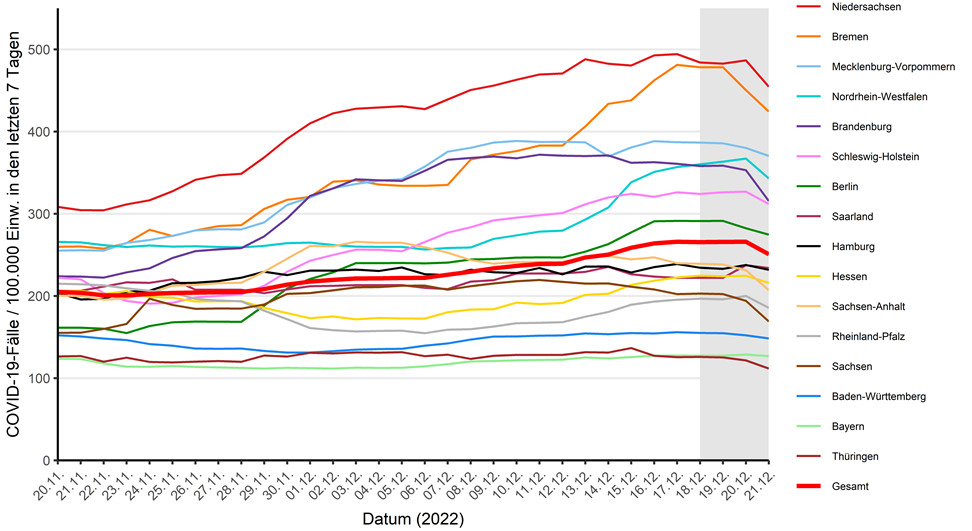 COVID-19-Fälle / 100.000 Einw. in den letzten 7 Tagen
500
400
300
200
100
0
20.11.
21.11.
22.11.
23.11.
24.11.
25.11.
26.11.
27.11.
28.11.
29.11.
30.11.
01.12.
02.12.
03.12.
04.12.
05.12.
06.12.
07.12.
08.12.
09.12.
10.12.
11.12.
12.12.
13.12.
14.12.
15.12.
16.12.
17.12.
18.12.
19.12.
20.12.
21.12.
Datum (2022)
Niedersachsen
Bremen
Mecklenburg-Vorpommern
Nordrhein-Westfalen
Brandenburg
Schleswig-Holstein
Berlin
Saarland
Hamburg
Hessen
Sachsen-Anhalt
Rheinland-Pfalz
Sachsen
Baden-Württemberg
Bayern
Thüringen
Gesamt